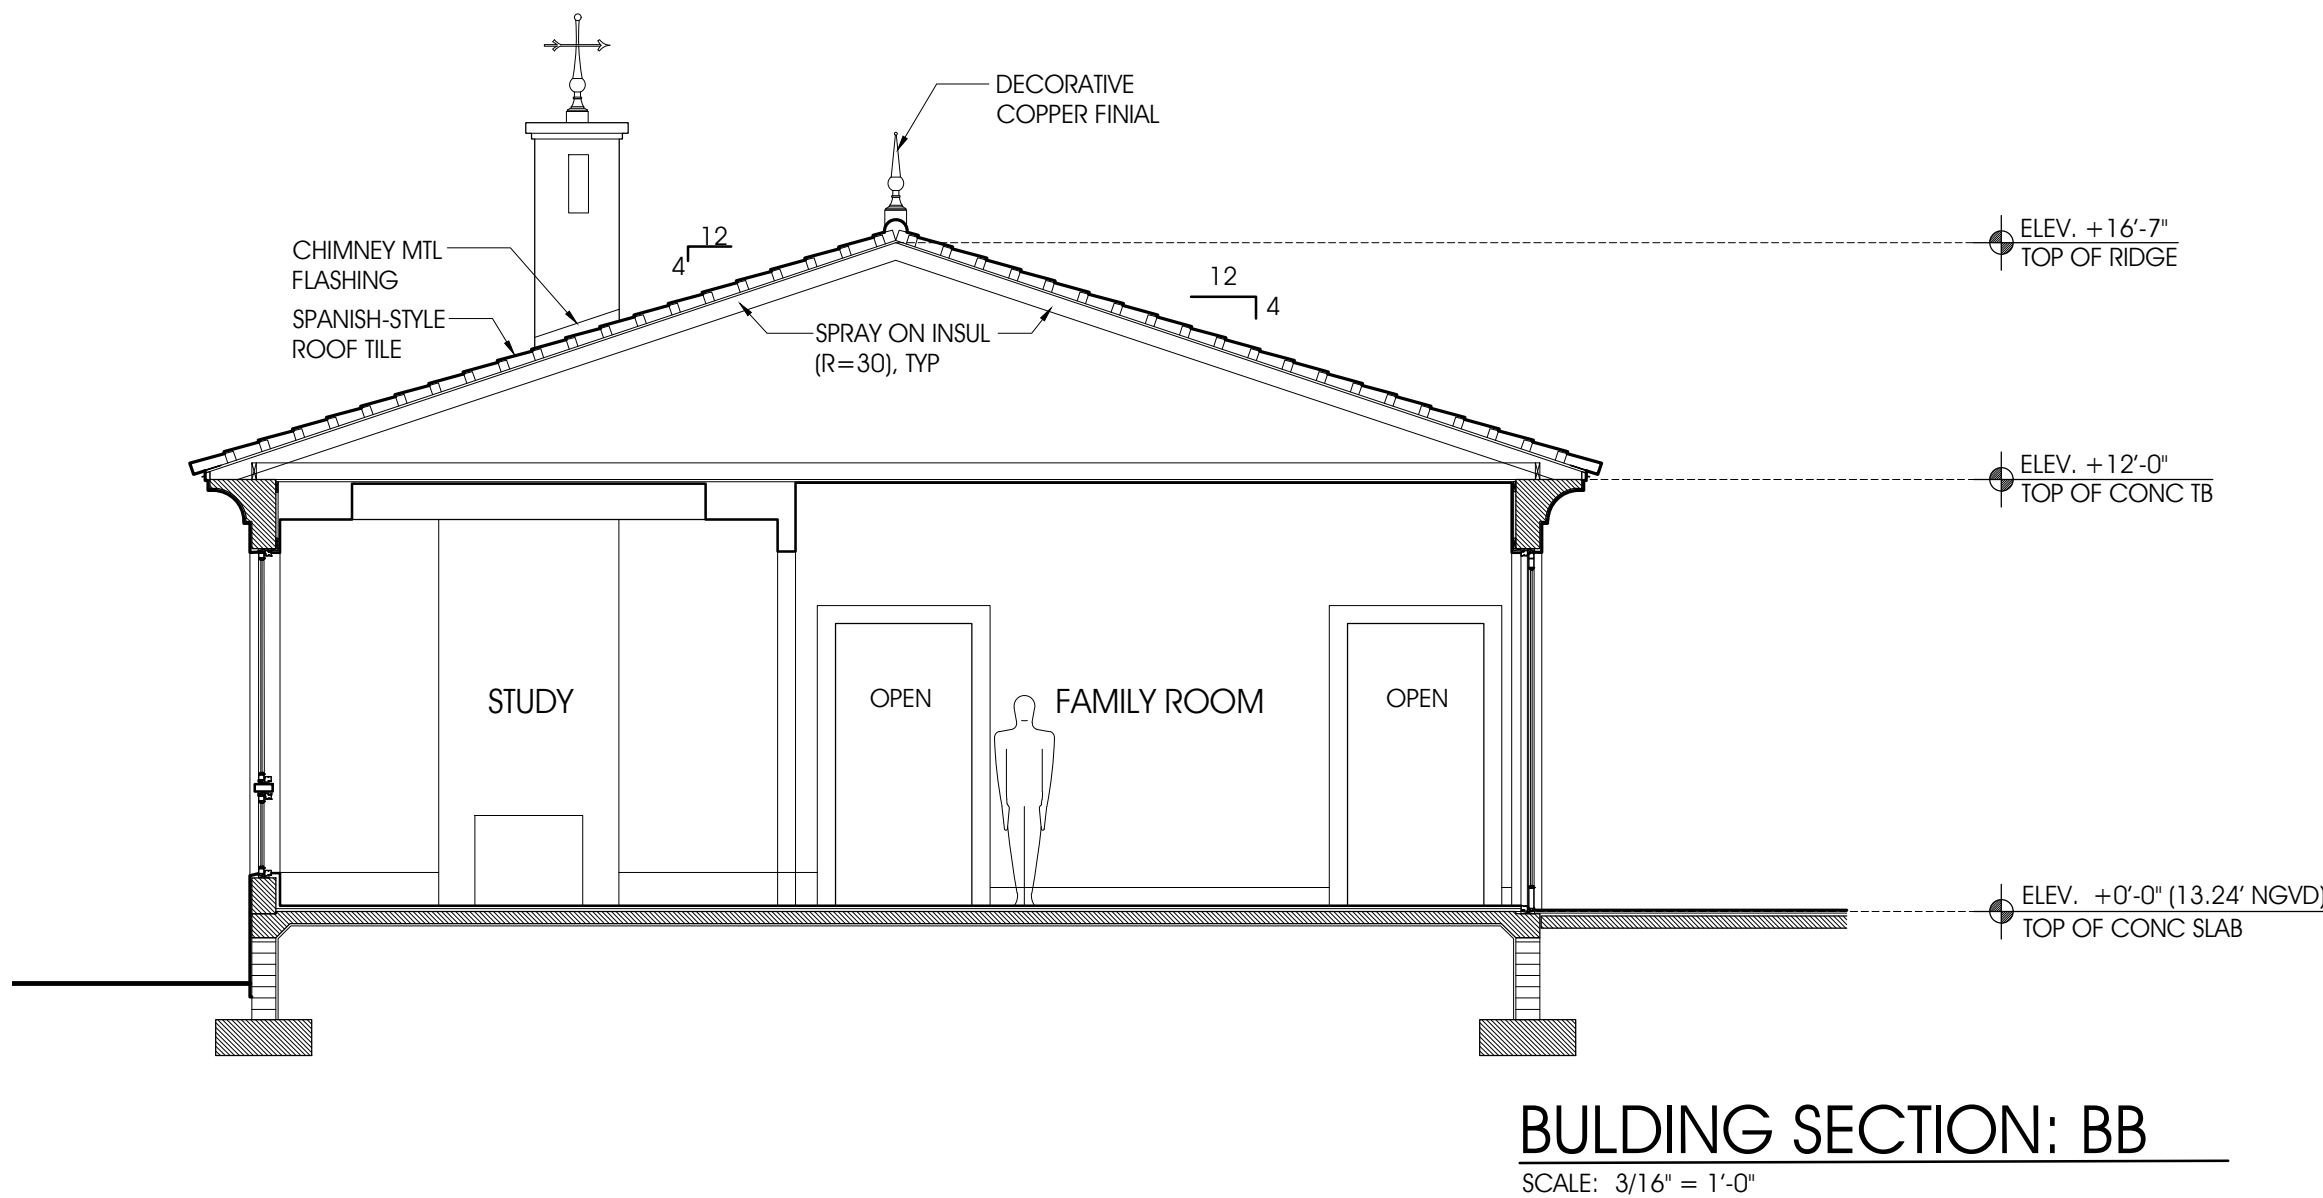 DECORATIVE
COPPER FINIAL
ELEV. +16'-7"
TOP OF RIDGE
12
4
CHIMNEY MTL
FLASHING
12
4
SPANISH-STYLE
ROOF TILE
SPRAY ON INSUL
(R=30), TYP
ELEV. +12'-0"
TOP OF CONC TB
STUDY
OPEN
FAMILY ROOM
OPEN
ELEV. +0'-0" (13.24' NGVD)
TOP OF CONC SLAB
BULDING SECTION: BB
SCALE: 3/16" = 1'-0"